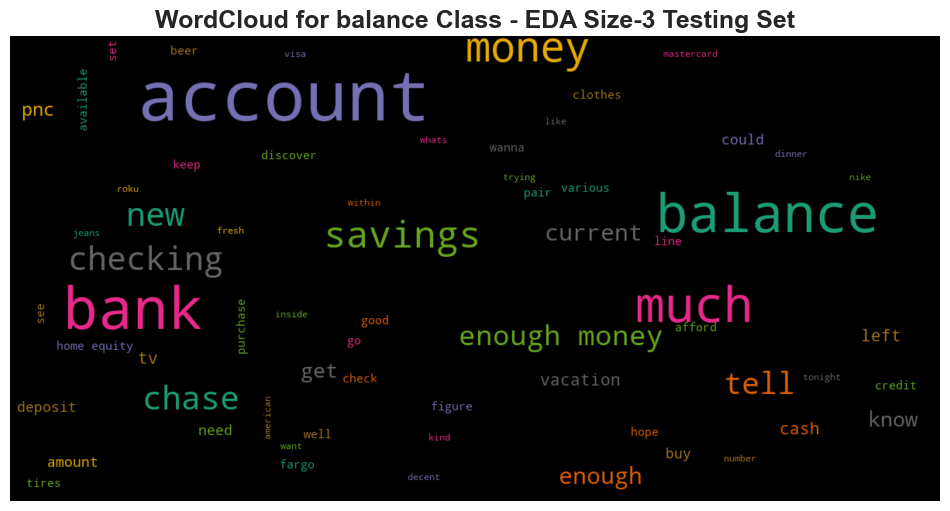 WordCloud for balance Class - EDA Size-3 Testing Set
set
beer
visa
money
mastercard
account
available
pnc
clothes
like
whats
could
wanna
discover
dinner
keep
trying
nike
roku
pair
various
within
new
balance
jeans
fresh
savings
current
line
checking
bank
much
see
purchase
inside
good
afford
enough money
left
go
home equity
tv
get
check
vacation
tell
tonight
credit
chase
deposit
american
figure
know
need
well
kind
hope
cash
want
buy
number
amount
fargo
decent
enough
tires